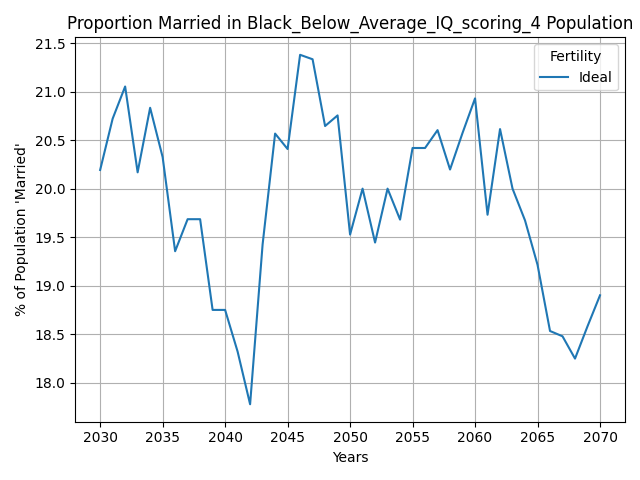 Proportion Married in Black_Below_Average_IQ_scoring_4 Population
21.5
21.0
20.5
20.0
19.5
19.0
18.5
18.0
% of Population 'Married'
Fertility
Ideal
2030 2035 2040 2045 2050 2055 2060 2065 2070
Years